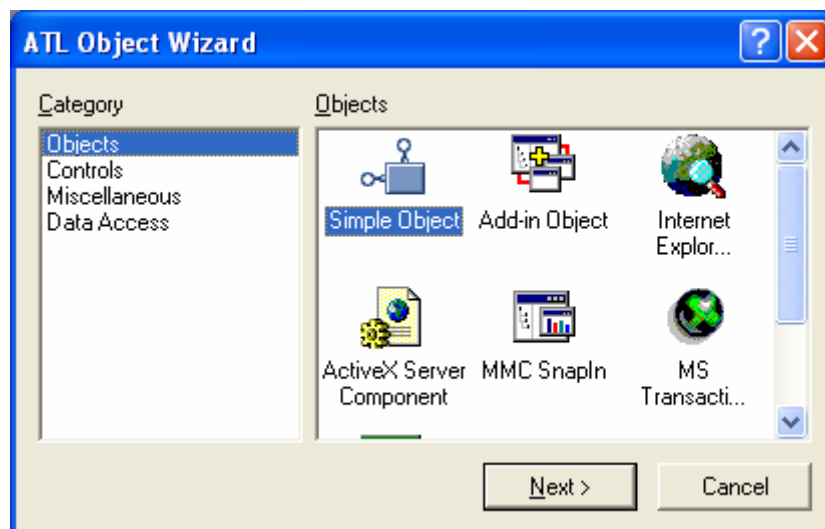 ATL Object Wizard
Category
Objects
Objects
Controls
Miscellaneous
Data Access
Simple Object
Add-in Object
Internet
Explor...
ActiveX Server
Component
MMC SnapIn
MS
Transacti...
Next >
Cancel